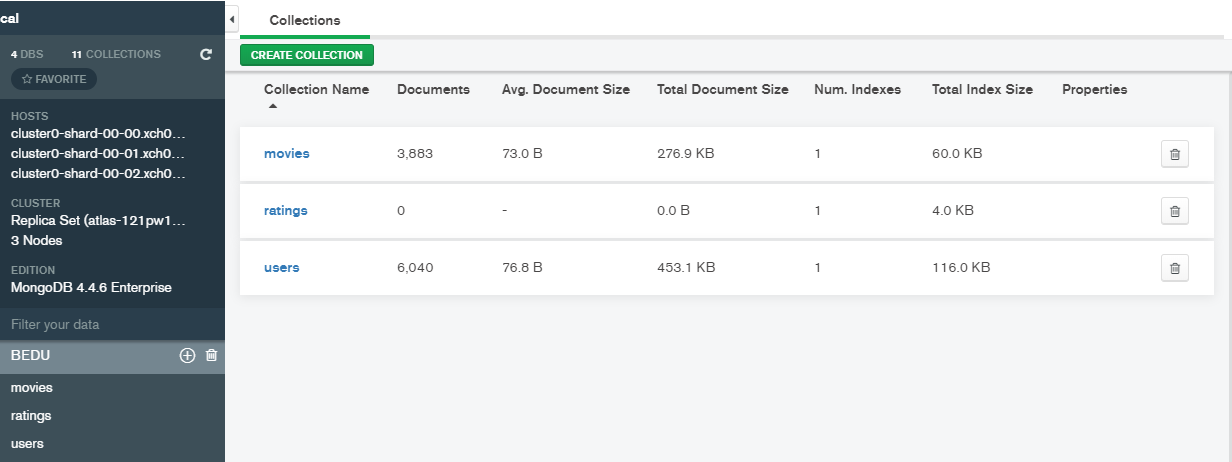 cal
4 DBS 11 COLLECTIONS
FAVORITE
HOSTS
cluster0-shard-00-00.xch0...
cluster0-shard-00-01.xch0...
cluster0-shard-00-02.xch0...
CLUSTER
Replica Set (atlas-121pw1...
3 Nodes
EDITION
MongoDB 4.4.6 Enterprise
Filter your data
BEDU
movies
ratings
users
Collections
CREATE COLLECTION
Collection Name Documents Avg. Document Size Total Document Size Num. Indexes Total Index Size Properties
movies 3,883 73.0 B 276.9 KB 1 60.0 KB
ratings 0 - 0.0 B 1 4.0 KB
users 6,040 76.8 B 453.1 KB 1 116.0 KB